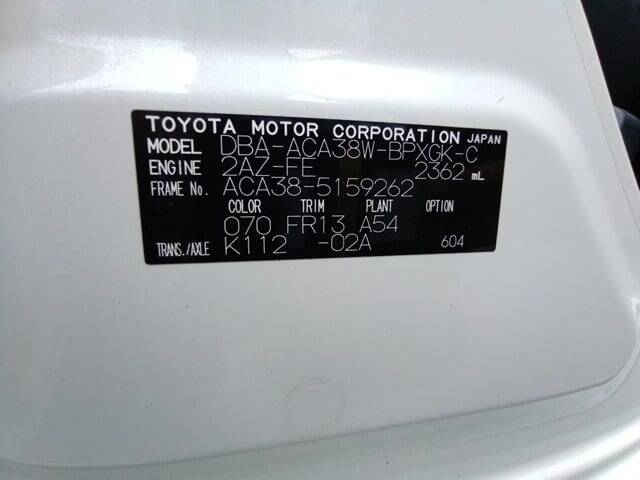 TOYOTA MOTOR CORPORATION JAPAN
MODEL DBA-ACA38W-BPXGK-C
ENGINE 2AZ-FE 2362 mL
FRAME No. ACA38-5159262
COLOR TRIM PLANT OPTION
070 FR13 A54
TRANS./AXLE K112 -02A 604